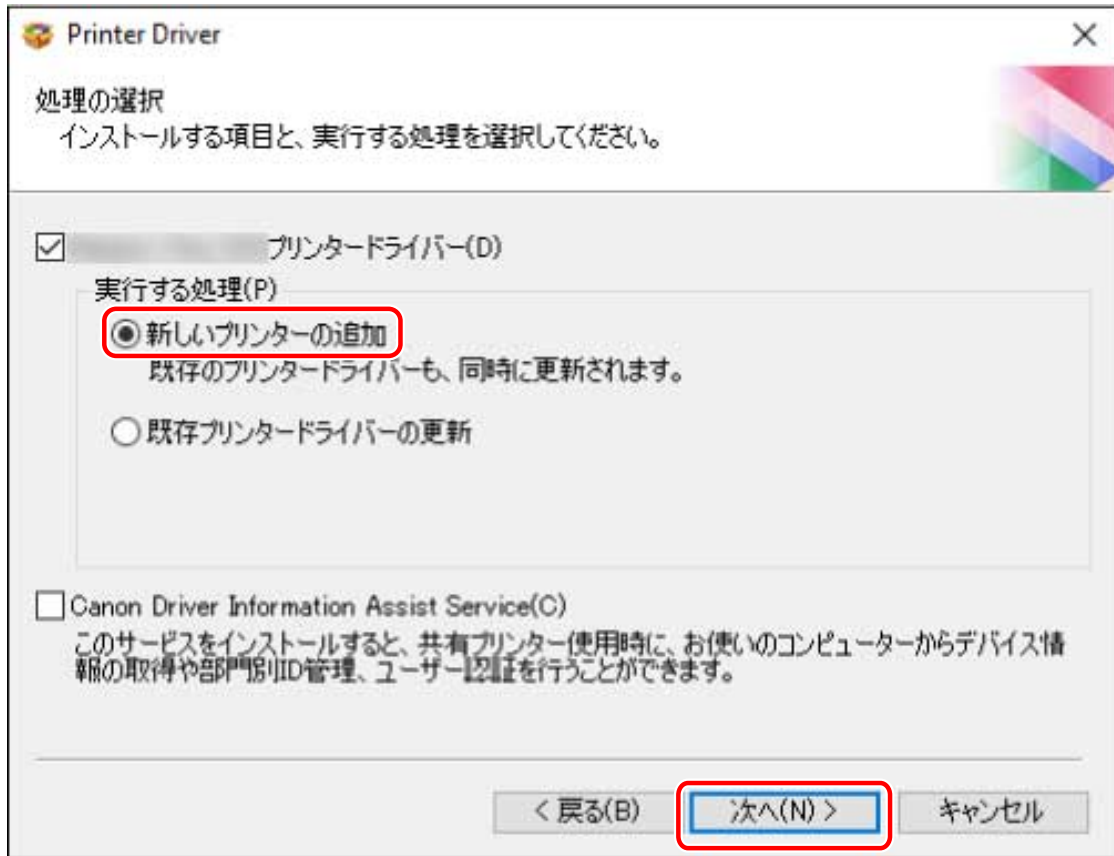 Printer Driver
処理の選択
インストールする項目と、実行する処理を選択してください。
プリンタードライバー(D)
実行する処理(P)
新しいプリンターの追加
既存のプリンタードライバーも、同時に更新されます。
既存プリンタードライバーの更新
Canon Driver Information Assist Service(C)
このサービスをインストールすると、共有プリンター使用時に、お使いのコンピューターからデバイス情
報の取得や部門別ID管理、ユーザー認証を行うことができます。
< 戻る(B)
次へ(N) >
キャンセル